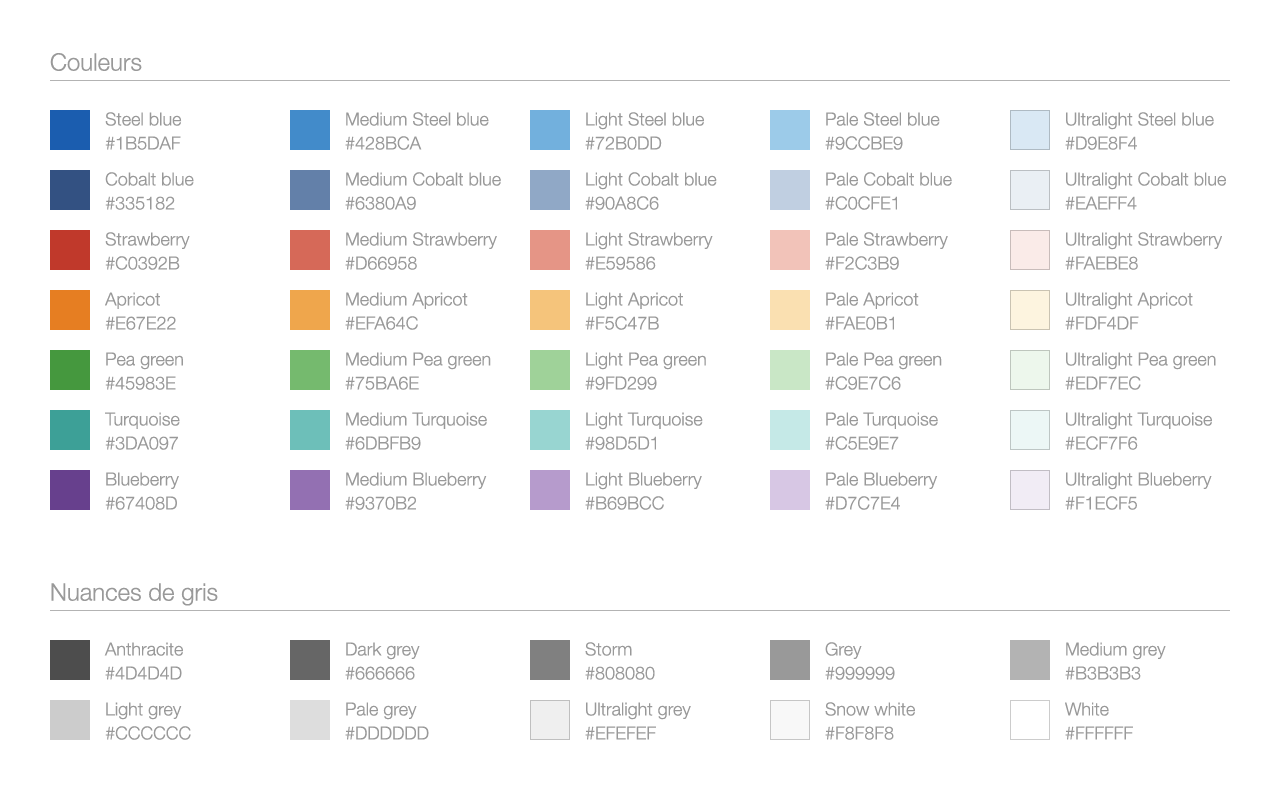 Couleurs
Steel blue
#1B5DAF
Medium Steel blue
#428BCA
Light Steel blue
#72B0DD
Pale Steel blue
#9CCBE9
Ultralight Steel blue
#D9E8F4
Cobalt blue
#335182
Medium Cobalt blue
#6380A9
Light Cobalt blue
#90A8C6
Pale Cobalt blue
#C0CFE1
Ultralight Cobalt blue
#EAEFF4
Strawberry
#C0392B
Medium Strawberry
#D66958
Light Strawberry
#E59586
Pale Strawberry
#F2C3B9
Ultralight Strawberry
#FAEBE8
Apricot
#E67E22
Medium Apricot
#EFA64C
Light Apricot
#F5C47B
Pale Apricot
#FAE0B1
Ultralight Apricot
#FDF4DF
Pea green
#45983E
Medium Pea green
#75BA6E
Light Pea green
#9FD299
Pale Pea green
#C9E7C6
Ultralight Pea green
#EDF7EC
Turquoise
#3DA097
Medium Turquoise
#6DBFB9
Light Turquoise
#98D5D1
Pale Turquoise
#C5E9E7
Ultralight Turquoise
#ECF7F6
Blueberry
#67408D
Medium Blueberry
#9370B2
Light Blueberry
#B69BCC
Pale Blueberry
#D7C7E4
Ultralight Blueberry
#F1ECF5
Nuances de gris
Anthracite
#4D4D4D
Dark grey
#666666
Storm
#808080
Grey
#999999
Medium grey
#B3B3B3
Light grey
#CCCCCC
Pale grey
#DDDDDD
Ultralight grey
#EFEFEF
Snow white
#F8F8F8
White
#FFFFFF